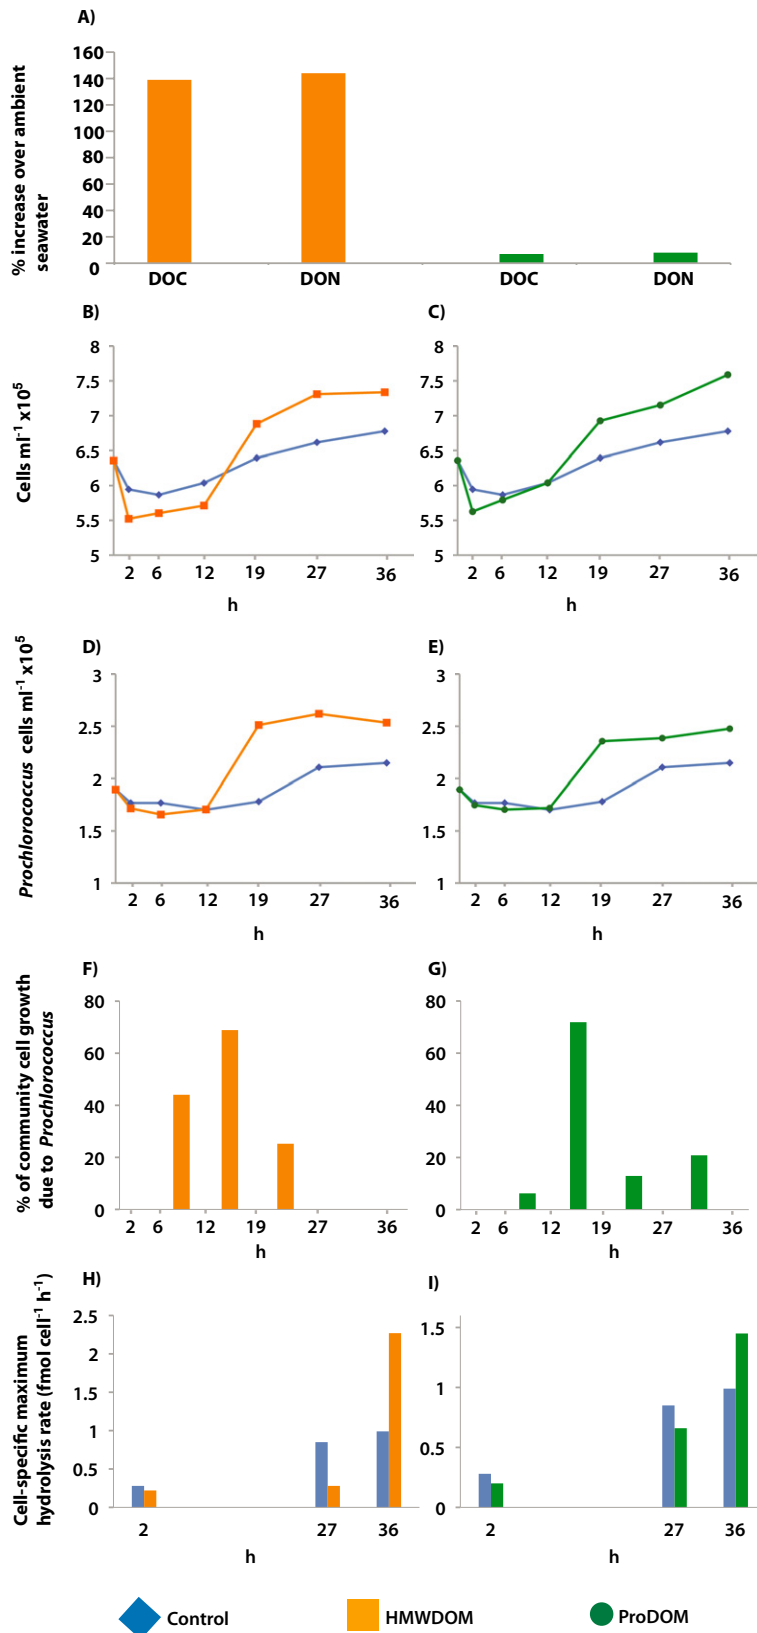 A)
% increase over ambient
seawater
160
140
120
100
80
60
40
20
0
DOC
DON
DOC
DON
B)
Cells ml⁻¹ x10⁵
8
7.5
7
6.5
6
5.5
5
2 6 12 19 27 36
h
C)
8
7.5
7
6.5
6
5.5
5
2 6 12 19 27 36
h
D)
Prochlorococcus cells ml⁻¹ x10⁵
3
2.5
2
1.5
1
2 6 12 19 27 36
h
E)
3
2.5
2
1.5
1
2 6 12 19 27 36
h
F)
% of community cell growth
due to Prochlorococcus
80
60
40
20
0
2 6 12 19 27 36
h
G)
80
60
40
20
0
2 6 12 19 27 36
h
H)
Cell-specific maximum
hydrolysis rate (fmol cell⁻¹ h⁻¹)
2.5
2
1.5
1
0.5
0
2 27 36
h
I)
1.5
1
0.5
0
2 27 36
h
Control
HMWDOM
ProDOM